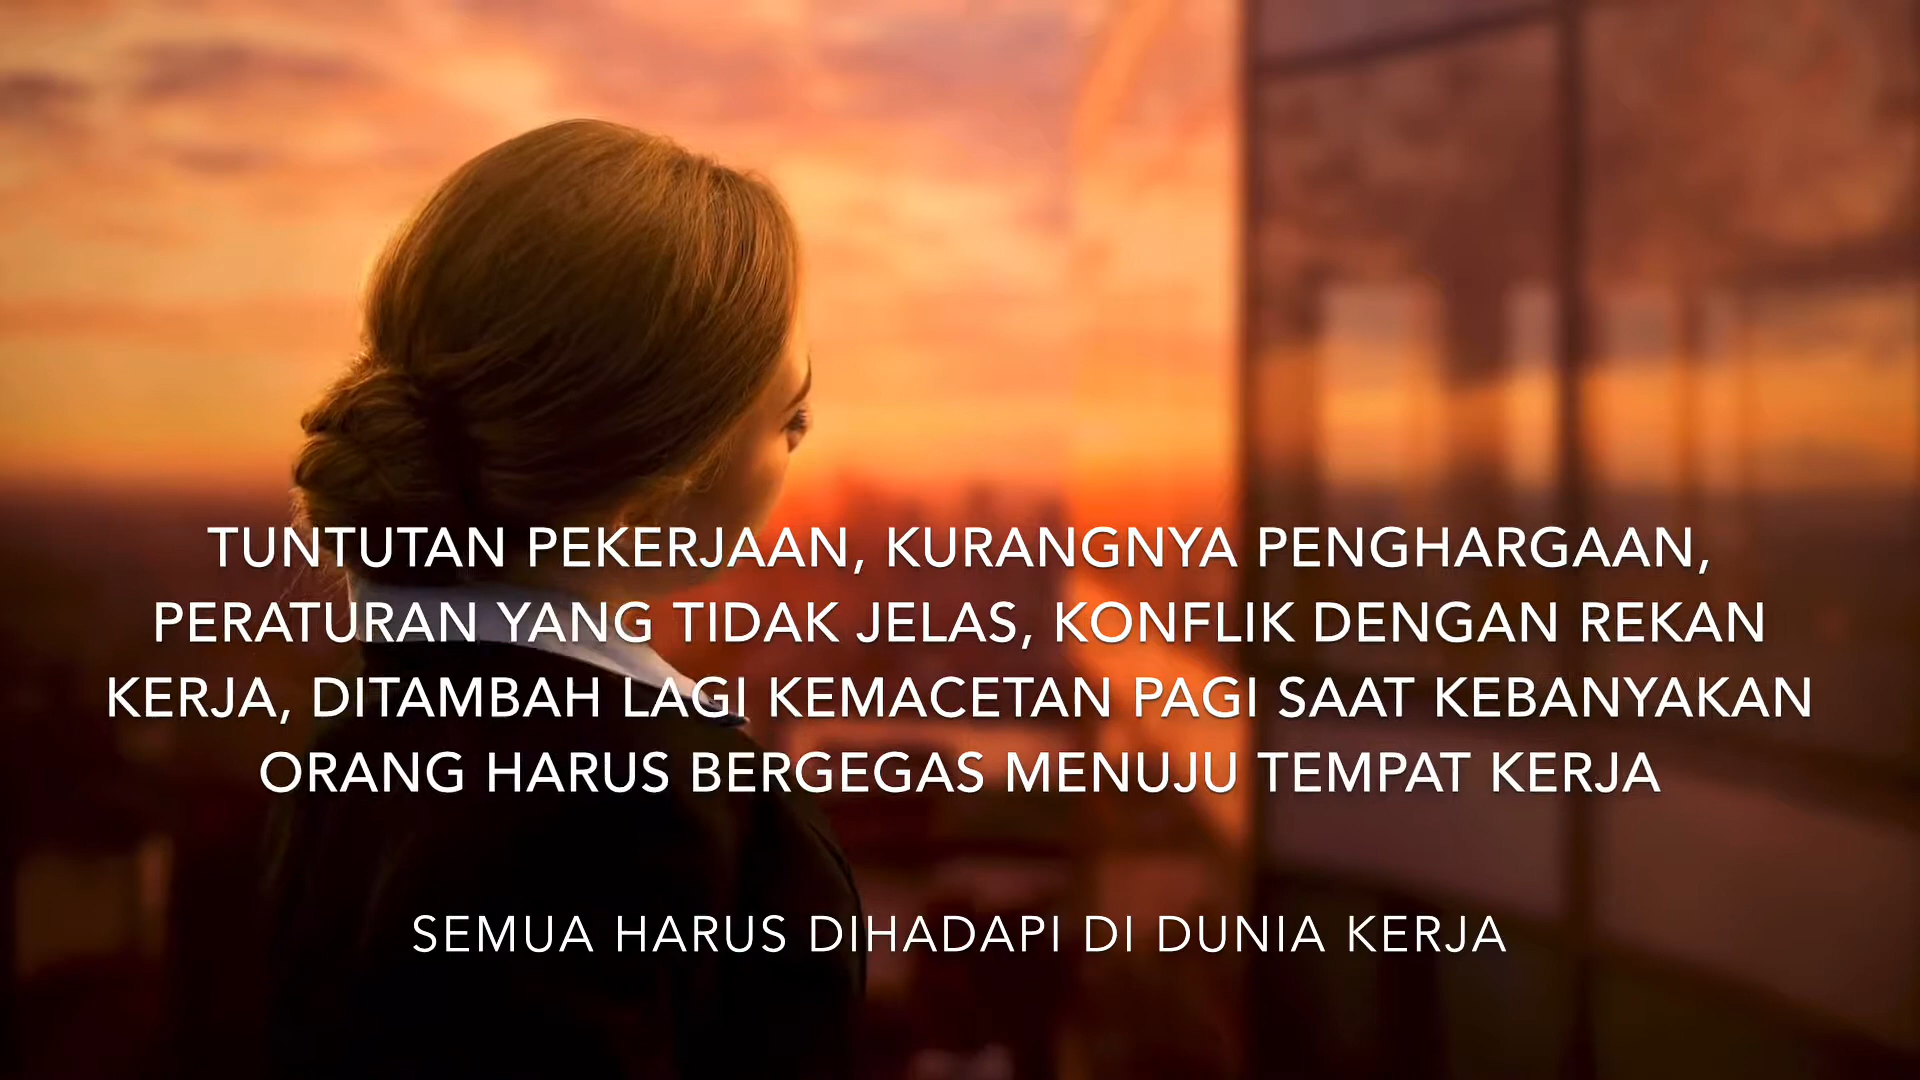 TUNTUTAN PEKERJAAN, KURANGNYA PENGHARGAAN,
PERATURAN YANG TIDAK JELAS, KONFLIK DENGAN REKAN
KERJA, DITAMBAH LAGI KEMACETAN PAGI SAAT KEBANYAKAN
ORANG HARUS BERGEGAS MENUJU TEMPAT KERJA
SEMUA HARUS DIHADAPI DI DUNIA KERJA